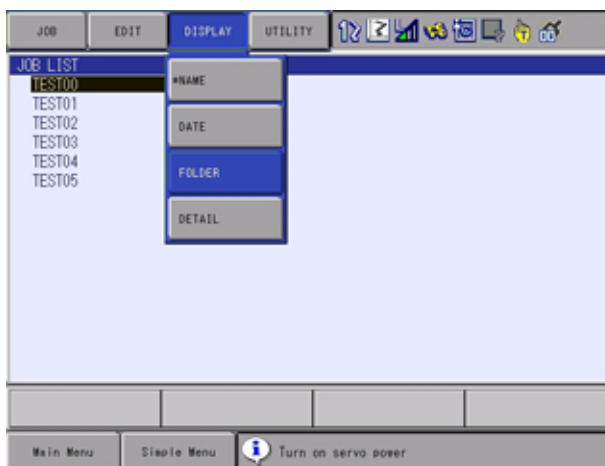 JOB EDIT DISPLAY UTILITY
JOB LIST
TEST00
TEST01
TEST02
TEST03
TEST04
TEST05
*NAME
DATE
FOLDER
DETAIL
Main Menu Simple Menu Turn on servo power